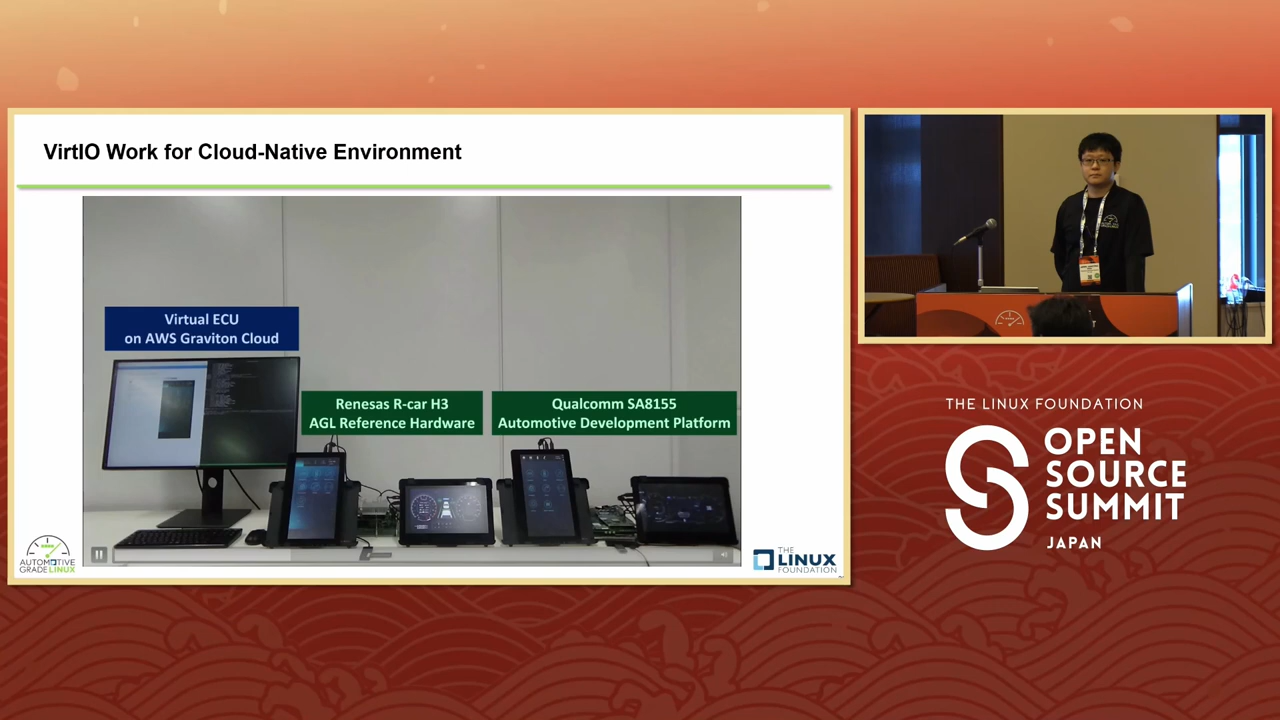 VirtIO Work for Cloud-Native Environment
Virtual ECU
on AWS Graviton Cloud
Renesas R-car H3
AGL Reference Hardware
Qualcomm SA8155
Automotive Development Platform
AUTOMOTIVE
GRADE LINUX
THE
LINUX
FOUNDATION
THE LINUX FOUNDATION
OPEN
SOURCE
SUMMIT
JAPAN